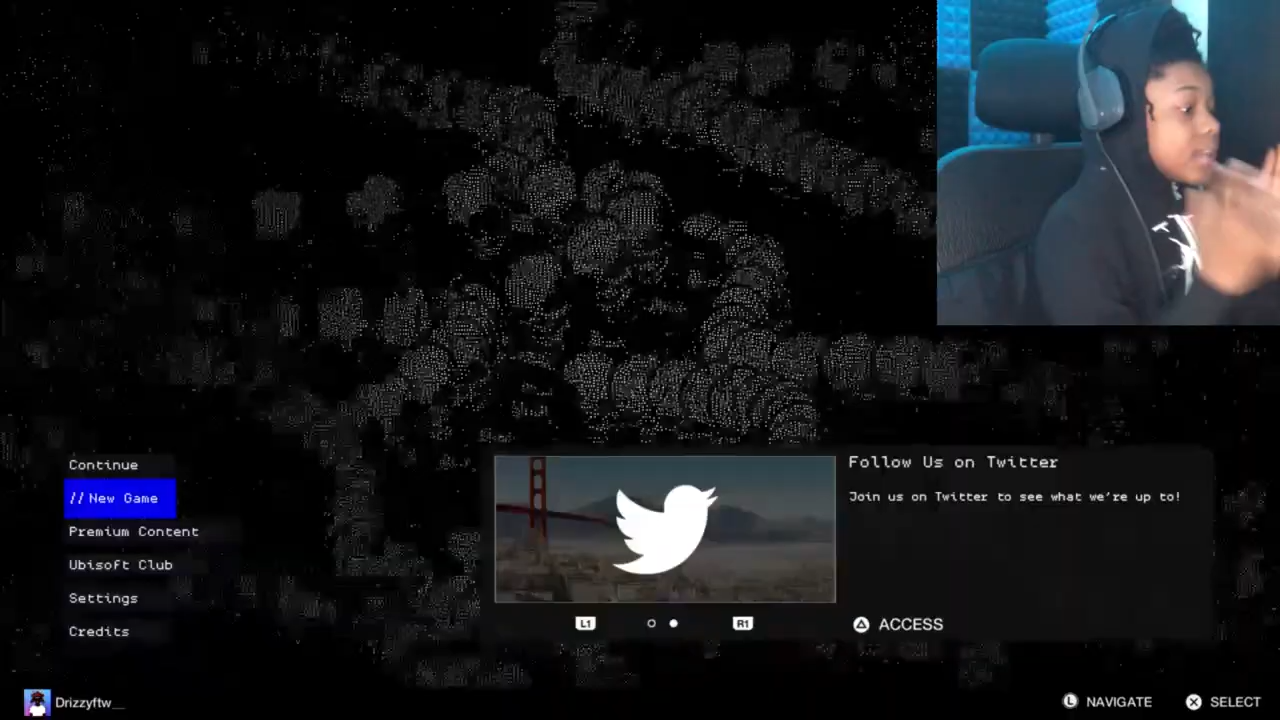 Continue
// New Game
Premium Content
Ubisoft Club
Settings
Credits
Follow Us on Twitter
Join us on Twitter to see what we're up to!
L1
R1
ACCESS
Drizzyftw__
L NAVIGATE
SELECT